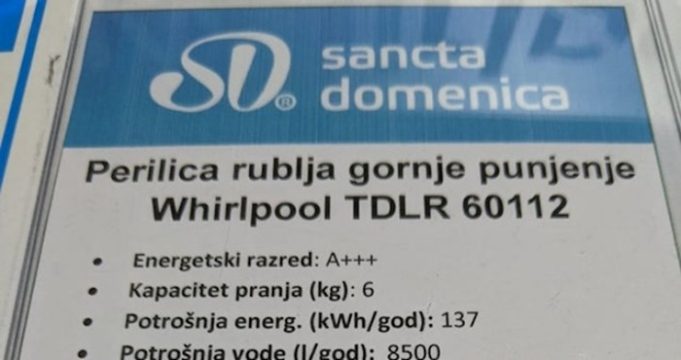 SD®
sancta
domenica
Perilica rublja gornje punjenje
Whirlpool TDLR 60112
• Energetski razred: A+++
• Kapacitet pranja (kg): 6
• Potrošnja energ. (kWh/god): 137
• Potrošnja vode (l/god): 8500